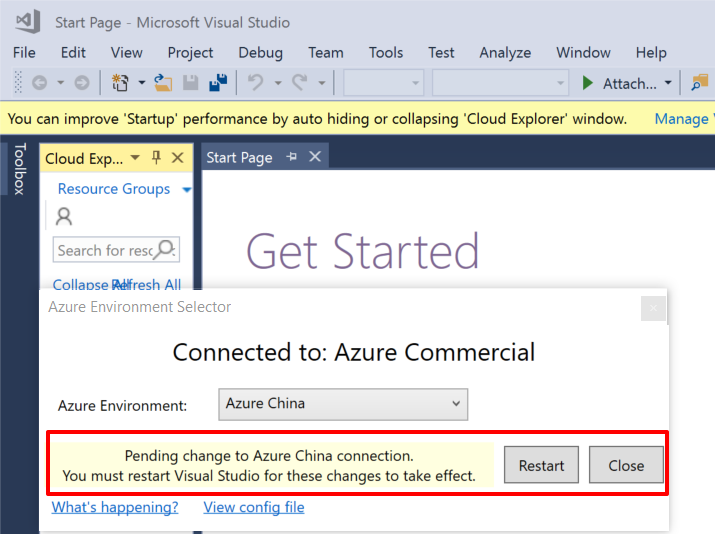 Start Page - Microsoft Visual Studio
File Edit View Project Debug Team Tools Test Analyze Window Help
Attach...
You can improve 'Startup' performance by auto hiding or collapsing 'Cloud Explorer' window. Manage
Toolbox
Cloud Exp...
Start Page
Resource Groups
Search for resc
Collapse All Refresh All
Get Started
Azure Environment Selector
Connected to: Azure Commercial
Azure Environment: Azure China
Pending change to Azure China connection.
You must restart Visual Studio for these changes to take effect.
Restart Close
What's happening? View config file